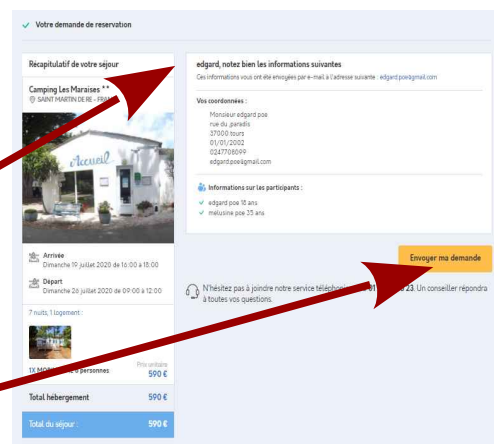 Votre demande de reservation
Récapitulatif de votre séjour
Camping Les Maraises **
SAINT MARTIN DE RE -
Accueil
Arrivée
Dimanche 19 juillet 2020 de 16:00 à 18:00
Départ
Dimanche 26 juillet 2020 de 09:00 à 12:00
7 nuits, 1 logement :
Prix unitaire
1X personnes 590 €
Total hébergement 590 €
Total du séjour : 590 €
edgard, notez bien les informations suivantes
Ces informations vous ont été envoyées par e-mail à l'adresse suivante : edgard.poe@gmail.com
Vos coordonnées :
Monsieur edgard poe
rue du paradis
37000 tours
01/01/2002
0247708099
edgard.poe@gmail.com
Informations sur les participants :
edgard poe 18 ans
mélusine poe 35 ans
Envoyer ma demande
N'hésitez pas à joindre notre service 01 23. Un conseiller répondra
à toutes vos questions.